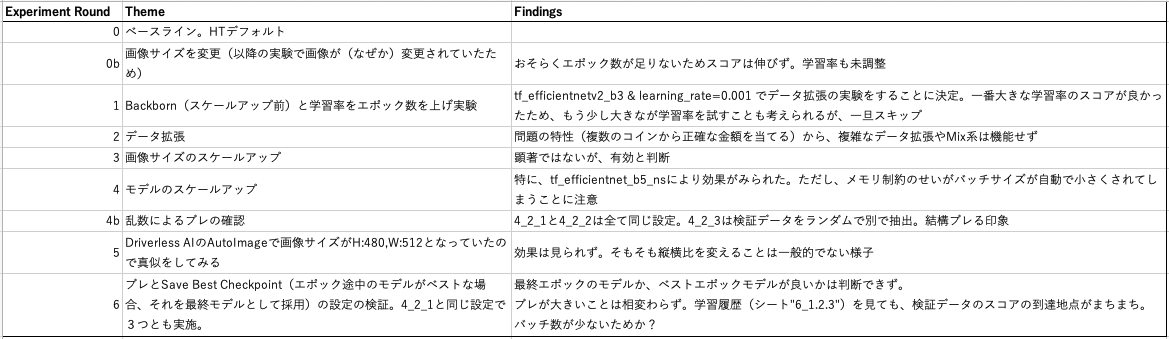 Experiment Round Theme Findings
0 ベースライン。HTデフォルト
0b 画像サイズを変更（以降の実験で画像が（なぜか）変更されていたた
め）
おそらくエポック数が足りないためスコアは伸びず。学習率も未調整
1 Backborn（スケールアップ前）と学習率をエポック数を上げ実験
tf_efficientnetv2_b3 & learning_rate=0.001 でデータ拡張の実験をすることに決定。一番大きな学習率のスコアが良かっ
たため、もう少し大きなが学習率を試すことも考えられるが、一旦スキップ
2 データ拡張 問題の特性（複数のコインから正確な金額を当てる）から、複雑なデータ拡張やMix系は機能せず
3 画像サイズのスケールアップ 顕著ではないが、有効と判断
4 モデルのスケールアップ
特に、tf_efficientnet_b5_nsにより効果がみられた。ただし、メモリ制約のせいがバッチサイズが自動で小さくされてし
まうことに注意
4b 乱数によるブレの確認 4_2_1と4_2_2は全て同じ設定。4_2_3は検証データをランダムで別で抽出。結構ブレる印象
5 Driverless AIのAutoImageで画像サイズがH:480,W:512となっていたの
で真似をしてみる
効果は見られず。そもそも縦横比を変えることは一般的でない様子
6 ブレとSave Best Checkpoint（エポック途中のモデルがベストな場
合、それを最終モデルとして採用）の設定の検証。4_2_1と同じ設定で
３つとも実施。
最終エポックのモデルか、ベストエポックモデルが良いかは判断できず。
ブレが大きいことは相変わらず。学習履歴（シート"6_1.2.3"）を見ても、検証データのスコアの到達地点がまちまち。
バッチ数が少ないためか？